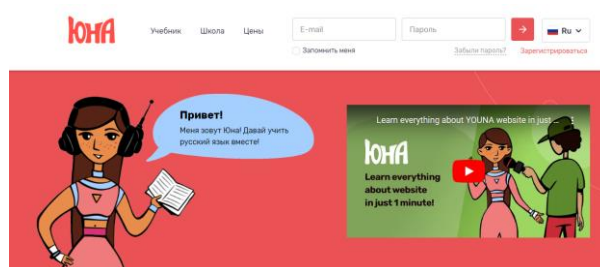 ЮНА
Учебник Школа Цены
E-mail
Пароль
Ru
Запомнить меня
Забыли пароль?
Зарегистрироваться
Привет!
Меня зовут Юна! Давай учить
русский язык вместе!
Learn everything about YOUNA website in just ...
ЮНА
Learn everything
about website
in just 1 minute!